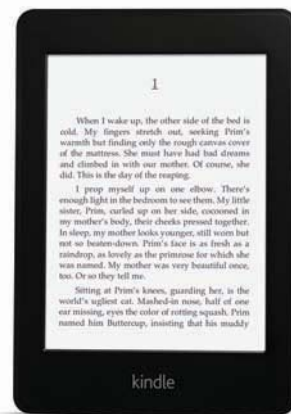 1
When I wake up, the other side of the bed is
cold. My fingers stretch out, seeking Prim's
warmth but finding only the rough canvas cover
of the mattress. She must have had bad dreams
and climbed in with our mother. Of course, she
did. This is the day of the reaping.
I prop myself up on one elbow. There's
enough light in the bedroom to see them. My little
sister, Prim, curled up on her side, cocooned in
my mother's body, their cheeks pressed together.
In sleep, my mother looks younger, still worn but
not so beaten-down. Prim's face is as fresh as a
raindrop, as lovely as the primrose for which she
was named. My mother was very beautiful once,
too. Or so they tell me.
Sitting at Prim's knees, guarding her, is the
world's ugliest cat. Mashed-in nose, half of one
ear missing, eyes the color of rotting squash. Prim
named him Buttercup, insisting that his muddy
kindle